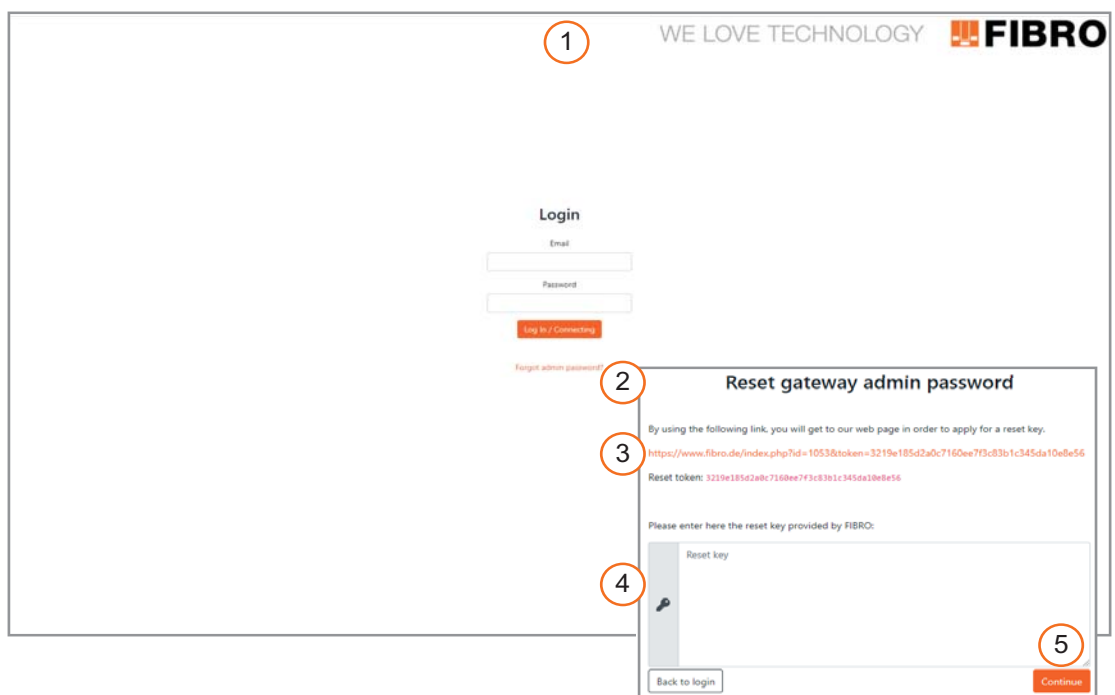 1
WE LOVE TECHNOLOGY FIBRO
Login
Email
Password
Log In / Connecting
Forgot admin password?
2
Reset gateway admin password
By using the following link, you will get to our web page in order to apply for a reset key.
3
https://www.fibro.de/index.php?id=1053&token=3219e185d2a0c7160ee7f3c83b1c345da10e8e56
Reset token: 3219e185d2a0c7160ee7f3c83b1c345da10e8e56
Please enter here the reset key provided by FIBRO:
Reset key
4
5
Back to login
Continue